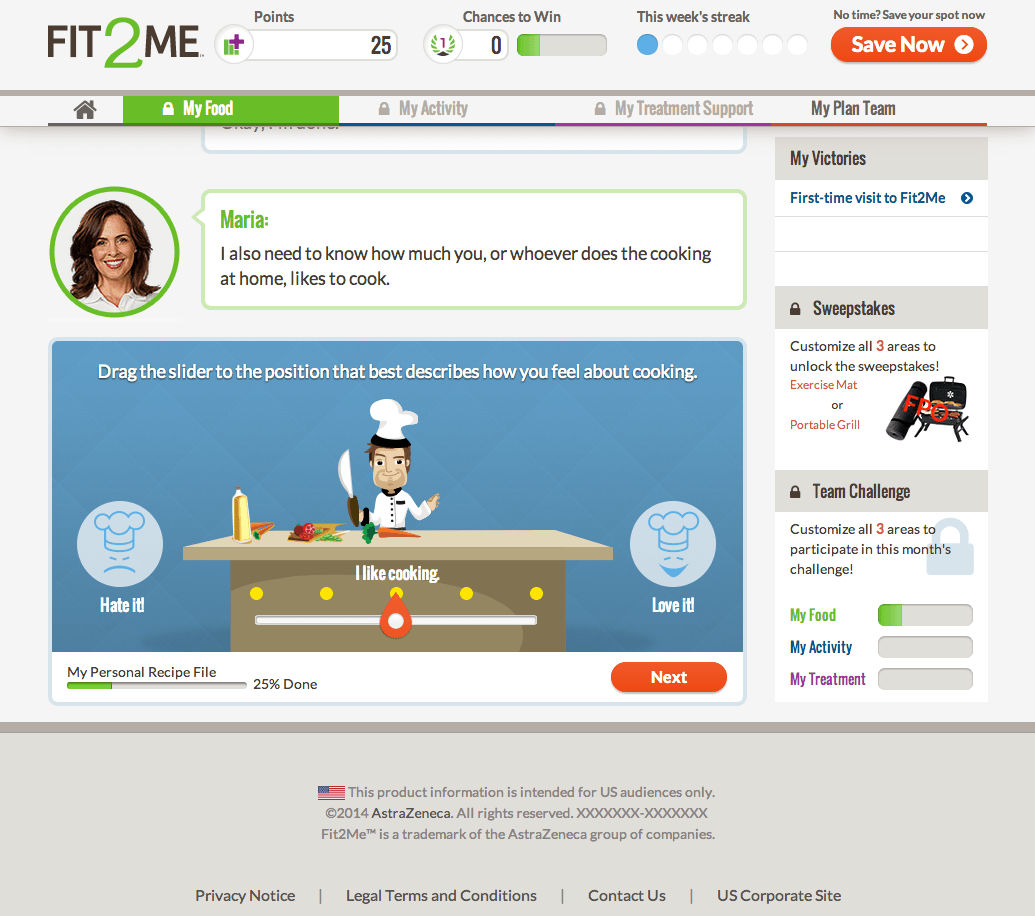 FIT2ME™
Points
25
Chances to Win
1
0
This week's streak
No time? Save your spot now
Save Now
My Food
My Activity
My Treatment Support
My Plan Team
Okay, I'm done.
Maria:
I also need to know how much you, or whoever does the cooking
at home, likes to cook.
Drag the slider to the position that best describes how you feel about cooking.
I like cooking.
Hate it!
Love it!
My Personal Recipe File
25% Done
Next
My Victories
First-time visit to Fit2Me
Sweepstakes
Customize all 3 areas to
unlock the sweepstakes!
Exercise Mat
or
Portable Grill
FPO
Team Challenge
Customize all 3 areas to
participate in this month's
challenge!
My Food
My Activity
My Treatment
This product information is intended for US audiences only.
©2014 AstraZeneca. All rights reserved. XXXXXXX-XXXXXXX
Fit2Me™ is a trademark of the AstraZeneca group of companies.
Privacy Notice | Legal Terms and Conditions | Contact Us | US Corporate Site